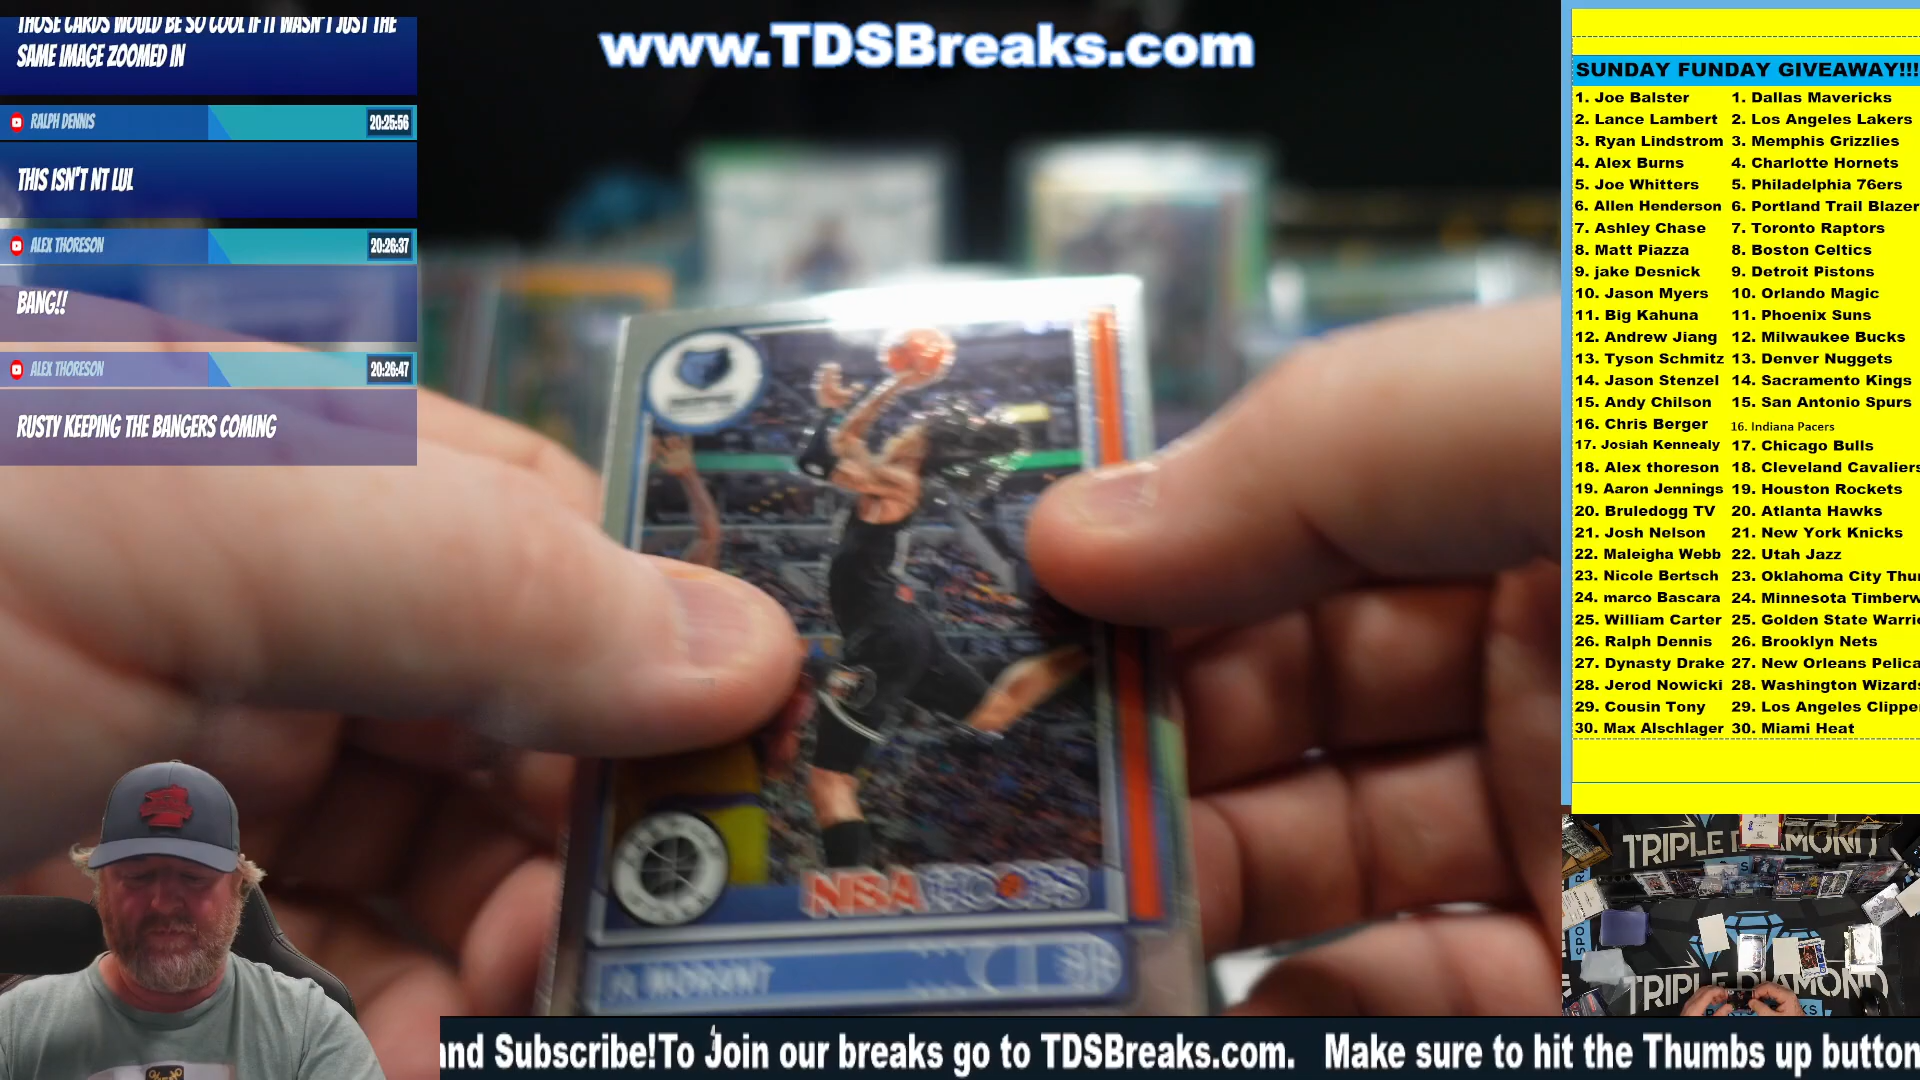 THOSE CARDS WOULD BE SO COOL IF IT WASN'T JUST THE
SAME IMAGE ZOOMED IN
RALPH DENNIS 20:25:56
THIS ISN'T NT LUL
ALEX THORESON 20:26:37
BANG!!
ALEX THORESON 20:26:47
RUSTY KEEPING THE BANGERS COMING
www.TDSBreaks.com
NBA HOOPS
JA MORANT
SUNDAY FUNDAY GIVEAWAY!!!
1. Joe Balster 1. Dallas Mavericks
2. Lance Lambert 2. Los Angeles Lakers
3. Ryan Lindstrom 3. Memphis Grizzlies
4. Alex Burns 4. Charlotte Hornets
5. Joe Whitters 5. Philadelphia 76ers
6. Allen Henderson 6. Portland Trail Blazer
7. Ashley Chase 7. Toronto Raptors
8. Matt Piazza 8. Boston Celtics
9. jake Desnick 9. Detroit Pistons
10. Jason Myers 10. Orlando Magic
11. Big Kahuna 11. Phoenix Suns
12. Andrew Jiang 12. Milwaukee Bucks
13. Tyson Schmitz 13. Denver Nuggets
14. Jason Stenzel 14. Sacramento Kings
15. Andy Chilson 15. San Antonio Spurs
16. Chris Berger 16. Indiana Pacers
17. Josiah Kennealy 17. Chicago Bulls
18. Alex thoreson 18. Cleveland Cavaliers
19. Aaron Jennings 19. Houston Rockets
20. Bruledogg TV 20. Atlanta Hawks
21. Josh Nelson 21. New York Knicks
22. Maleigha Webb 22. Utah Jazz
23. Nicole Bertsch 23. Oklahoma City Thu
24. marco Bascara 24. Minnesota Timberw
25. William Carter 25. Golden State Warri
26. Ralph Dennis 26. Brooklyn Nets
27. Dynasty Drake 27. New Orleans Pelica
28. Jerod Nowicki 28. Washington Wizards
29. Cousin Tony 29. Los Angeles Clippe
30. Max Alschlager 30. Miami Heat
TRIPLE DIAMOND
TRIPLE DIAMOND
nd Subscribe!To Join our breaks go to TDSBreaks.com. Make sure to hit the Thumbs up button